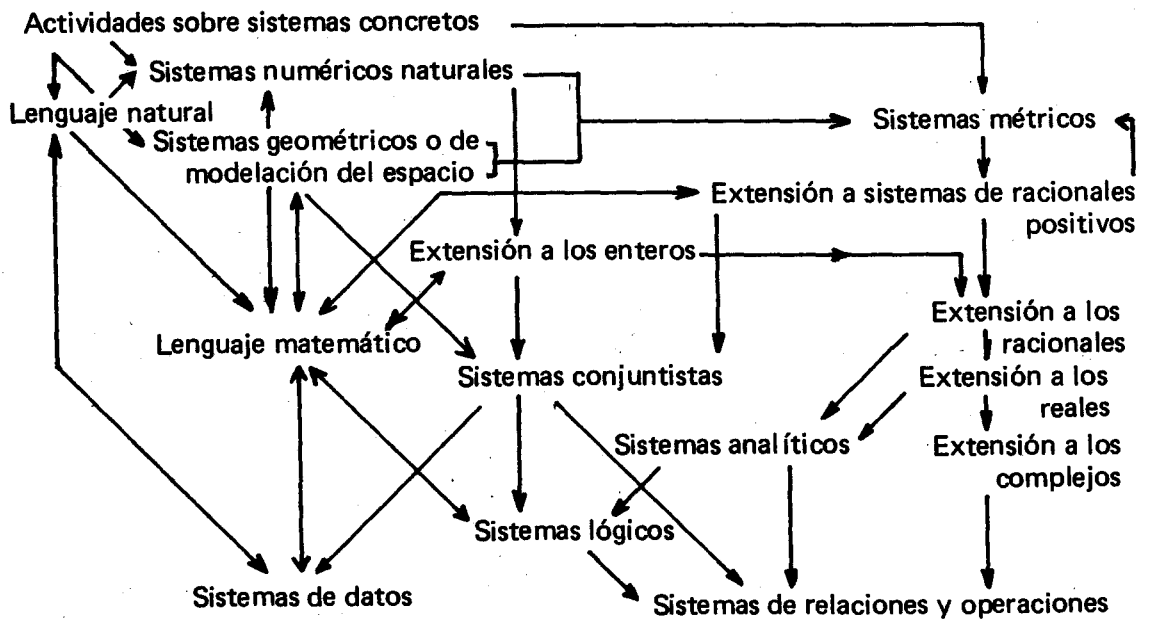 Actividades sobre sistemas concretos
Sistemas numéricos naturales
Lenguaje natural
Sistemas métricos
Sistemas geométricos o de
modelación del espacio
Extensión a sistemas de racionales
positivos
Extensión a los enteros
Extensión a los
racionales
Lenguaje matemático
Sistemas conjuntistas
Extensión a los
reales
Sistemas analíticos
Extensión a los
complejos
Sistemas lógicos
Sistemas de datos
Sistemas de relaciones y operaciones